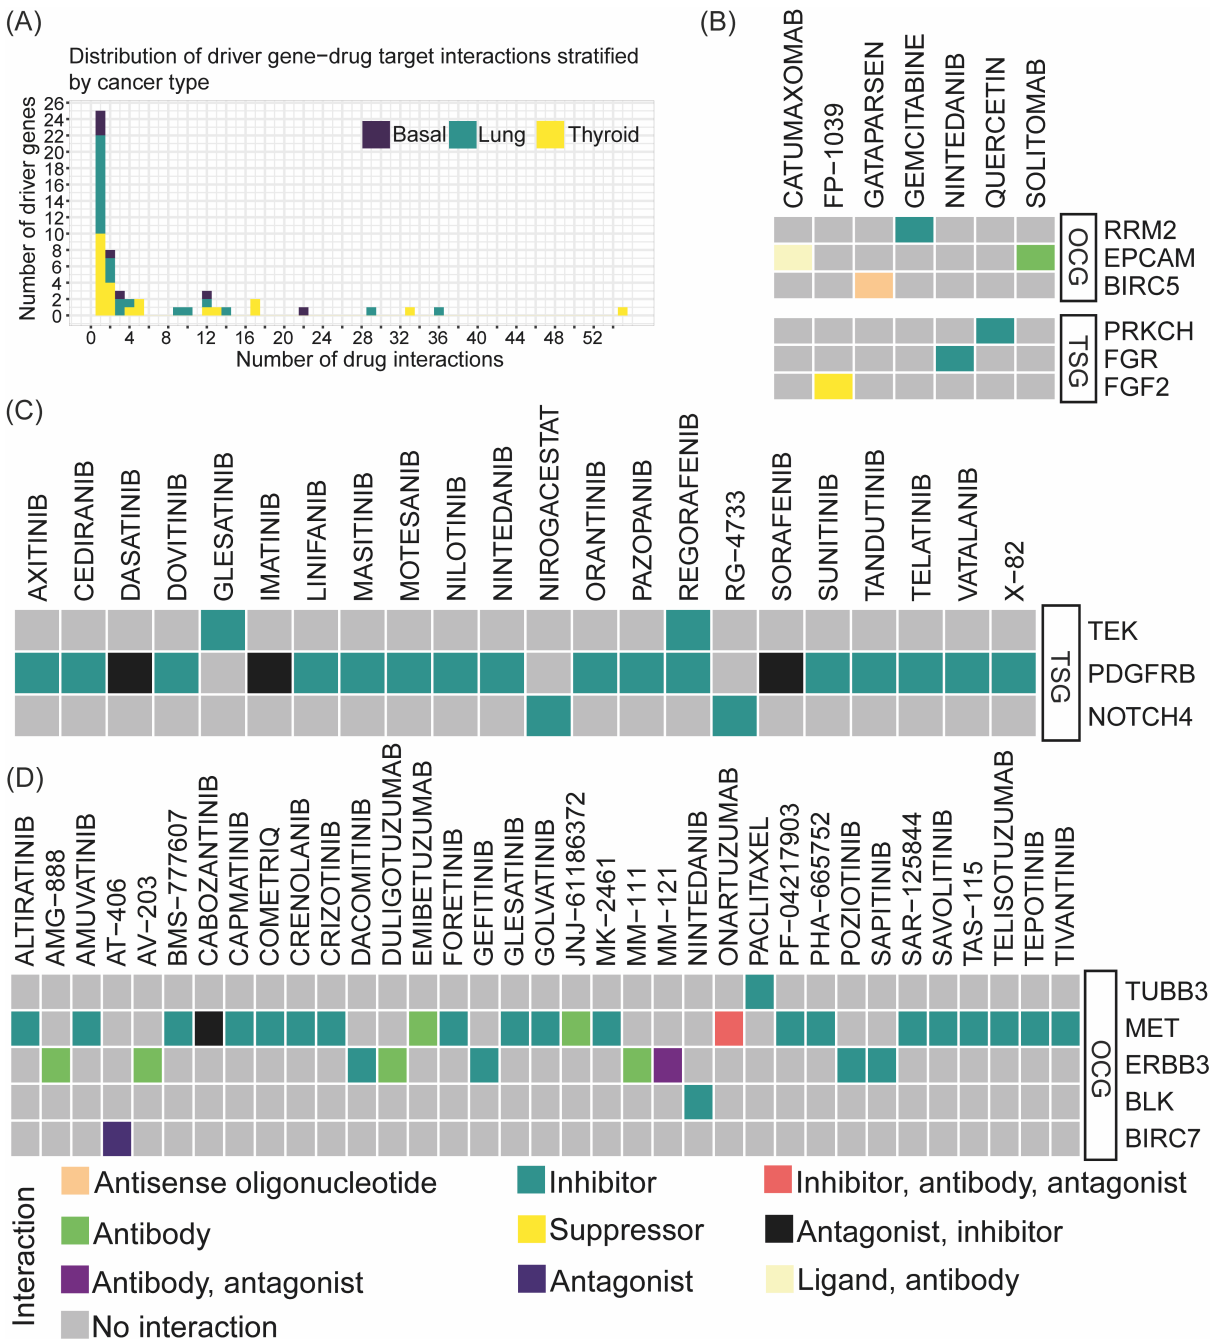 (A)
Distribution of driver gene−drug target interactions stratified
by cancer type
Number of driver genes
26
24
22
20
18
16
14
12
10
8
6
4
2
0
Basal Lung Thyroid
0 4 8 12 16 20 24 28 32 36 40 44 48 52
Number of drug interactions
(B)
CATUMAXOMAB
FP−1039
GATAPARSEN
GEMCITABINE
NINTEDANIB
QUERCETIN
SOLITOMAB
OCG
RRM2
EPCAM
BIRC5
TSG
PRKCH
FGR
FGF2
(C)
AXITINIB
CEDIRANIB
DASATINIB
DOVITINIB
GLESATINIB
IMATINIB
LINIFANIB
MASITINIB
MOTESANIB
NILOTINIB
NINTEDANIB
NIROGACESTAT
ORANTINIB
PAZOPANIB
REGORAFENIB
RG−4733
SORAFENIB
SUNITINIB
TANDUTINIB
TELATINIB
VATALANIB
X−82
TSG
TEK
PDGFRB
NOTCH4
(D)
ALTIRATINIB
AMG−888
AMUVATINIB
AT−406
AV−203
BMS−777607
CABOZANTINIB
CAPMATINIB
COMETRIQ
CRENOLANIB
CRIZOTINIB
DACOMITINIB
DULIGOTUZUMAB
EMIBETUZUMAB
FORETINIB
GEFITINIB
GLESATINIB
GOLVATINIB
JNJ−61186372
MK−2461
MM−111
MM−121
NINTEDANIB
ONARTUZUMAB
PACLITAXEL
PF−04217903
PHA−665752
POZIOTINIB
SAPITINIB
SAR−125844
SAVOLITINIB
TAS−115
TELISOTUZUMAB
TEPOTINIB
TIVANTINIB
OCG
TUBB3
MET
ERBB3
BLK
BIRC7
Interaction
Antisense oligonucleotide
Antibody
Antibody, antagonist
No interaction
Inhibitor
Suppressor
Antagonist
Inhibitor, antibody, antagonist
Antagonist, inhibitor
Ligand, antibody